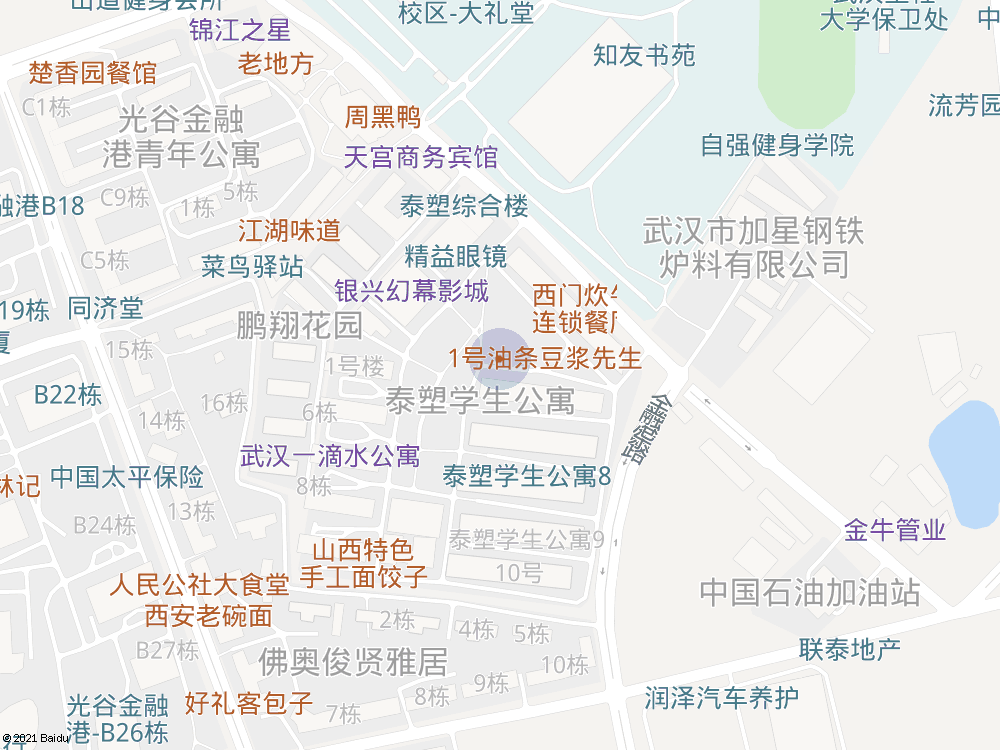 校区-大礼堂
大学保卫处
锦江之星
知友书苑
老地方
楚香园餐馆
C1栋
流芳园
光谷金融
港青年公寓
周黑鸭
自强健身学院
天宫商务宾馆
C9栋
5栋
1栋
融港B18
泰塑综合楼
江湖味道
武汉市加星钢铁
炉料有限公司
精益眼镜
C5栋
菜鸟驿站
银兴幻幕影城
西门炊
连锁餐厅
19栋
同济堂
鹏翔花园
15栋
1号楼
1号油条豆浆先生
B22栋
16栋
6栋
泰塑学生公寓
14栋
金融港路
武汉一滴水公寓
中国太平保险
8栋
泰塑学生公寓8
林记
13栋
B24栋
金牛管业
泰塑学生公寓9
山西特色
手工面饺子
10号
人民公社大食堂
西安老碗面
中国石油加油站
2栋
4栋
5栋
B27栋
佛奥俊贤雅居
10栋
联泰地产
9栋
8栋
润泽汽车养护
光谷金融
港-B26栋
好礼客包子
7栋
© 2021 Baidu